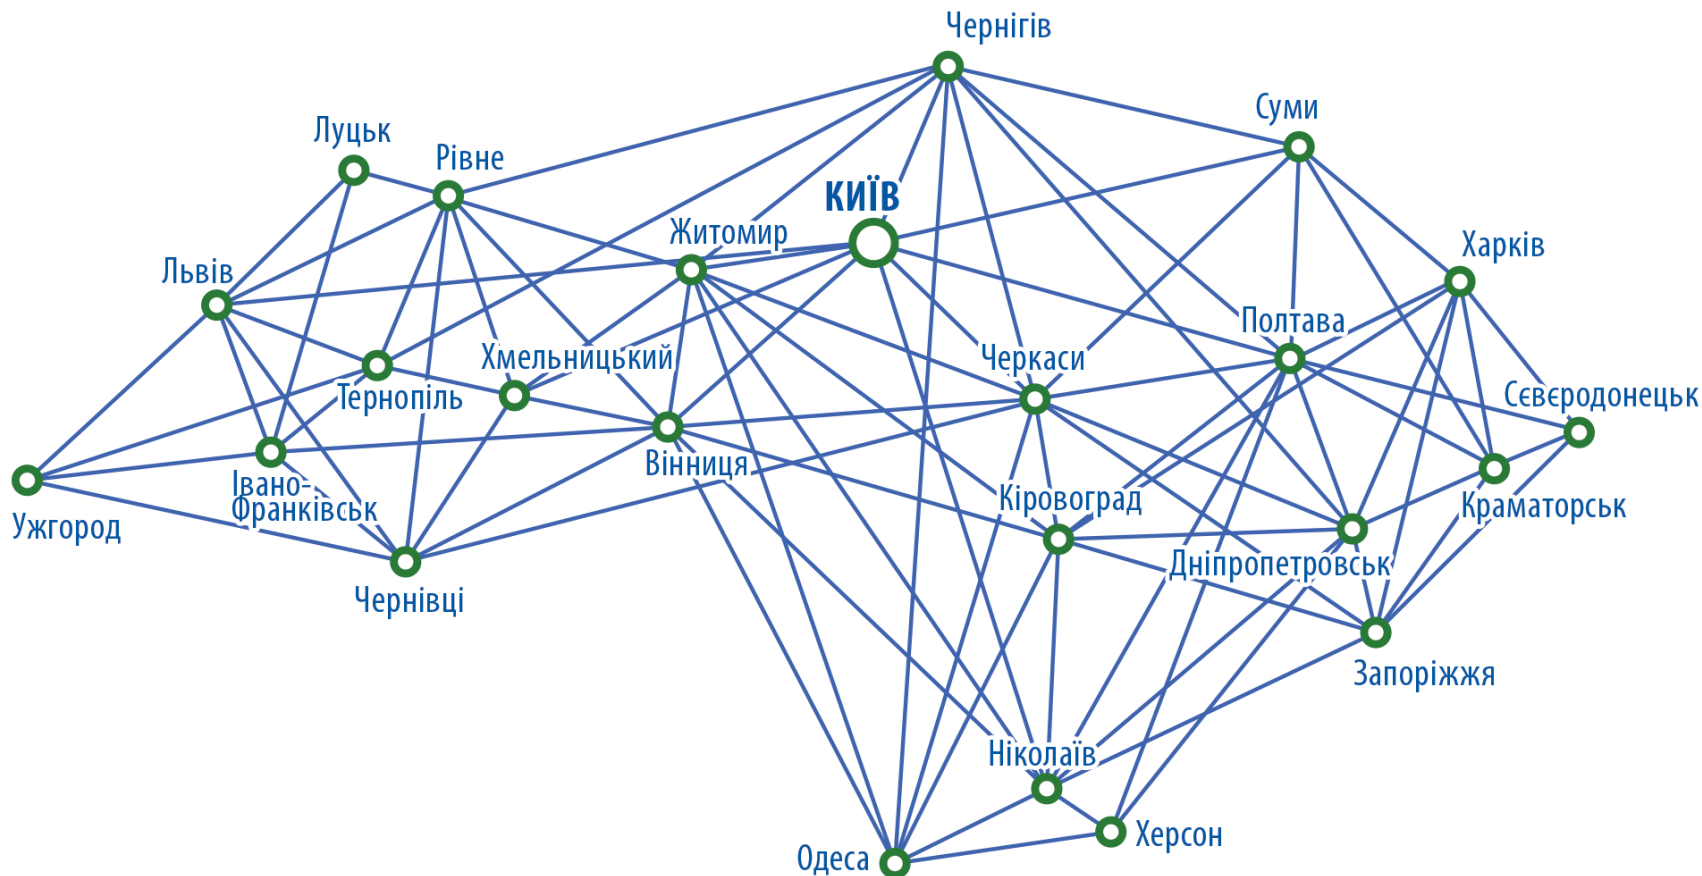 Чернігів
Суми
Луцьк
Рівне
КИЇВ
Житомир
Харків
Львів
Полтава
Хмельницький
Черкаси
Тернопіль
Сєвєродонецьк
Вінниця
Івано-
Франківськ
Кіровоград
Краматорськ
Ужгород
Дніпропетровськ
Чернівці
Запоріжжя
Ніколаїв
Херсон
Одеса